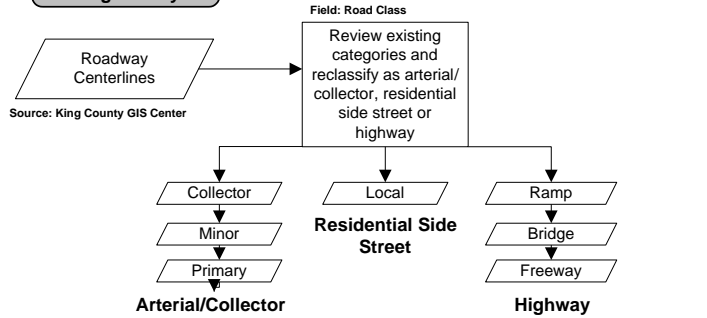 Field: Road Class
Review existing
categories and
reclassify as arterial/
collector, residential
side street or
highway
Roadway
Centerlines
Source: King County GIS Center
Collector
Local
Ramp
Minor
Residential Side
Street
Bridge
Primary
Freeway
Arterial/Collector
Highway